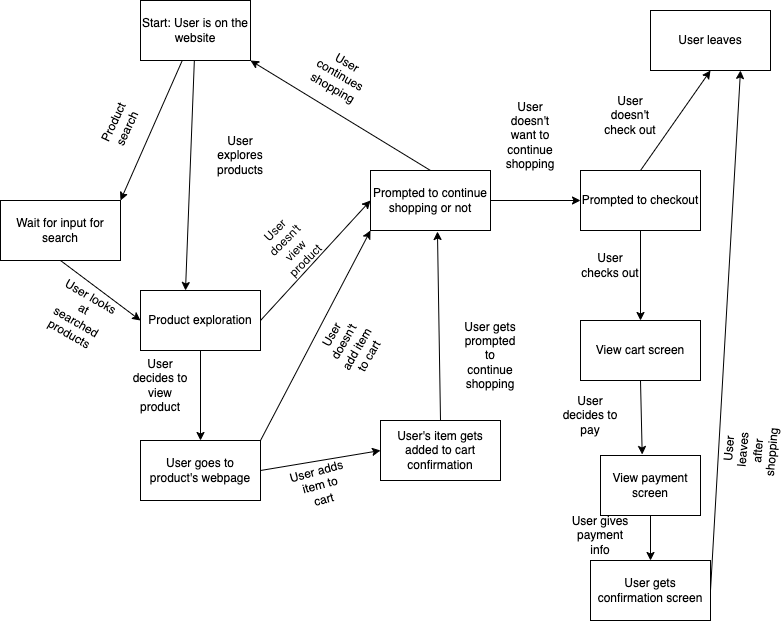 Start: User is on the
website
User leaves
User
continues
shopping
Product
search
User
explores
products
User
doesn't
want to
continue
shopping
User
doesn't
check out
Wait for input for
search
Prompted to continue
shopping or not
Prompted to checkout
User
doesn't
view
product
User
checks out
User looks
at
searched
products
Product exploration
User
doesn't
add item
to cart
User gets
prompted
to
continue
shopping
View cart screen
User
decides to
view
product
User
decides to
pay
User goes to
product's webpage
User adds
item to
cart
User's item gets
added to cart
confirmation
User
leaves
after
shopping
View payment
screen
User gives
payment
info
User gets
confirmation screen